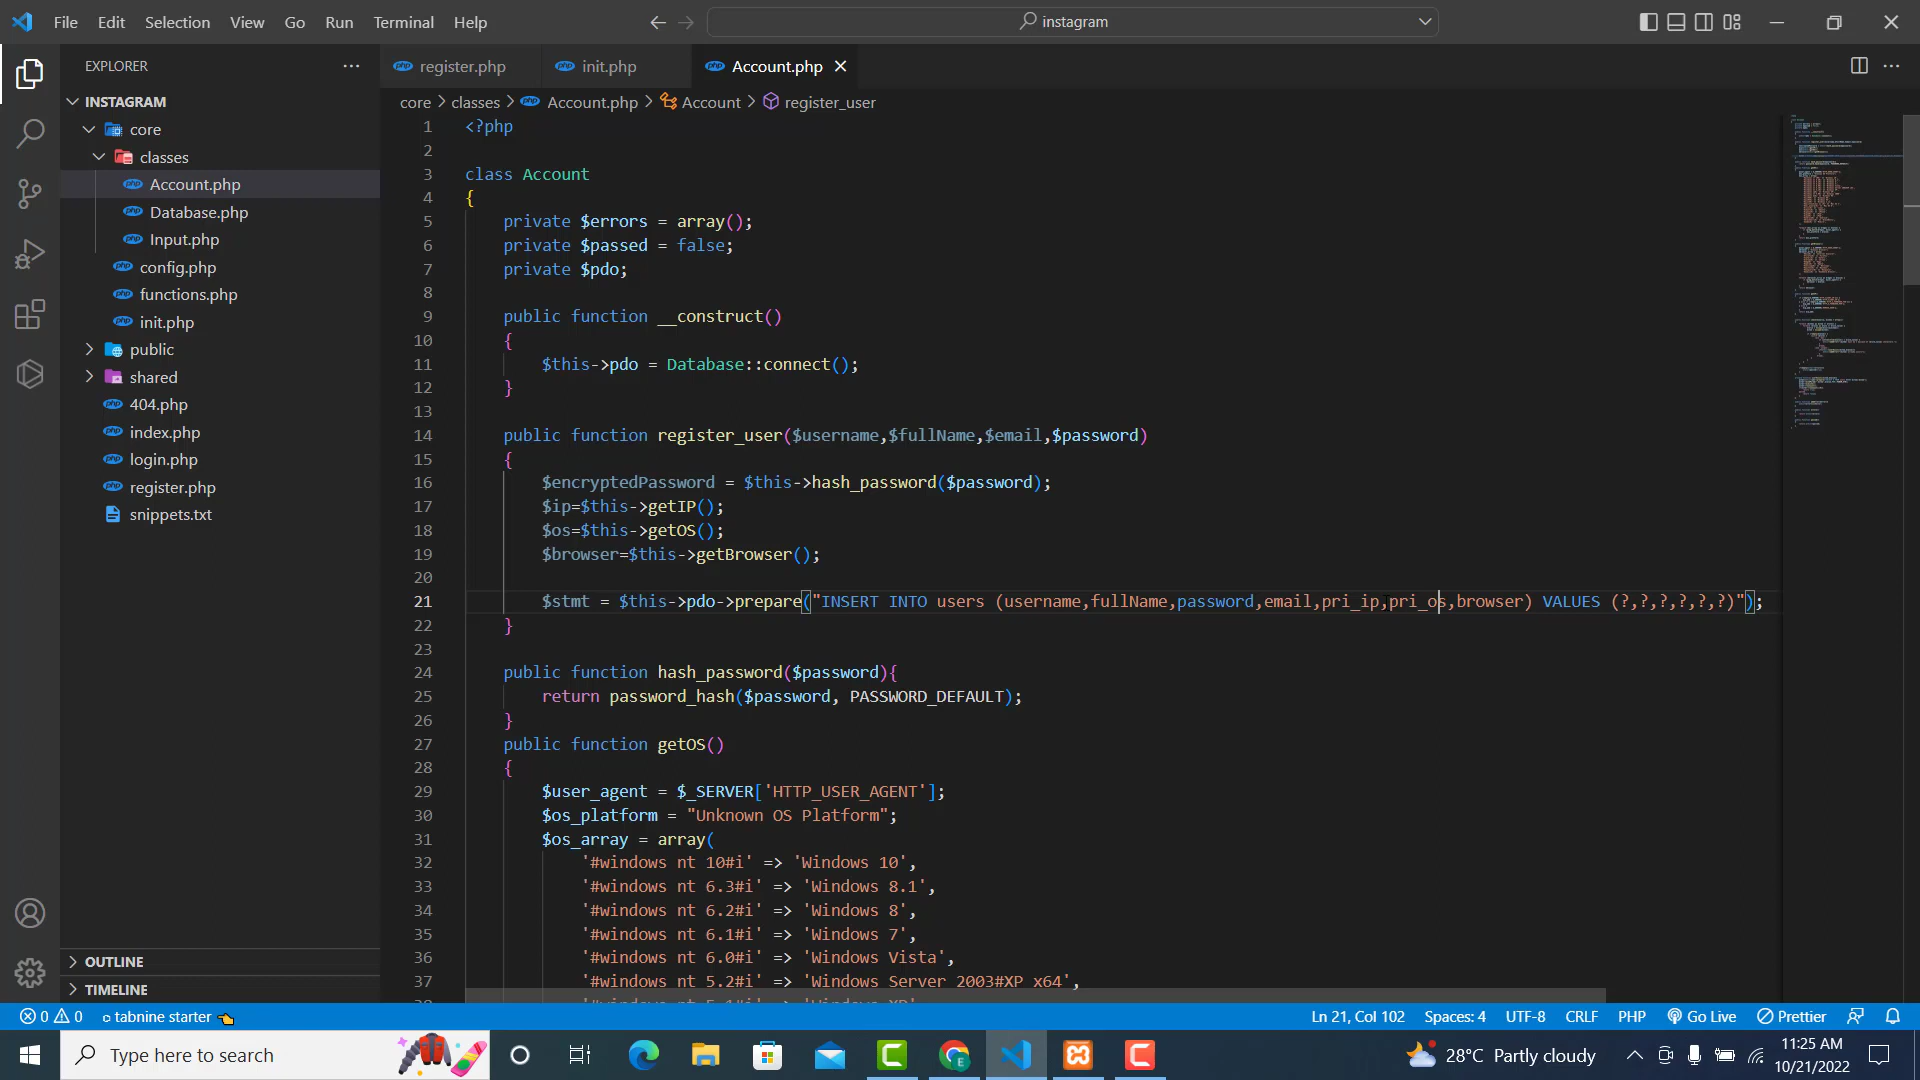 File Edit Selection View Go Run Terminal Help
instagram
EXPLORER
INSTAGRAM
core
classes
Account.php
Database.php
Input.php
config.php
functions.php
init.php
public
shared
404.php
index.php
login.php
register.php
snippets.txt
OUTLINE
TIMELINE
register.php init.php Account.php
core > classes > Account.php > Account > register_user
1 <?php
2
3 class Account
4 {
5 private $errors = array();
6 private $passed = false;
7 private $pdo;
8
9 public function __construct()
10 {
11 $this->pdo = Database::connect();
12 }
13
14 public function register_user($username,$fullName,$email,$password)
15 {
16 $encryptedPassword = $this->hash_password($password);
17 $ip=$this->getIP();
18 $os=$this->getOS();
19 $browser=$this->getBrowser();
20
21 $stmt = $this->pdo->prepare("INSERT INTO users (username,fullName,password,email,pri_ip,pri_os,browser) VALUES (?,?,?,?,?,?)");
22 }
23
24 public function hash_password($password){
25 return password_hash($password, PASSWORD_DEFAULT);
26 }
27 public function getOS()
28 {
29 $user_agent = $_SERVER['HTTP_USER_AGENT'];
30 $os_platform = "Unknown OS Platform";
31 $os_array = array(
32 '#windows nt 10#i' => 'Windows 10',
33 '#windows nt 6.3#i' => 'Windows 8.1',
34 '#windows nt 6.2#i' => 'Windows 8',
35 '#windows nt 6.1#i' => 'Windows 7',
36 '#windows nt 6.0#i' => 'Windows Vista',
37 '#windows nt 5.2#i' => 'Windows Server 2003#XP x64',
0 0 tabnine starter Ln 21, Col 102 Spaces: 4 UTF-8 CRLF PHP Go Live Prettier
Type here to search 28°C Partly cloudy 11:25 AM
10/21/2022